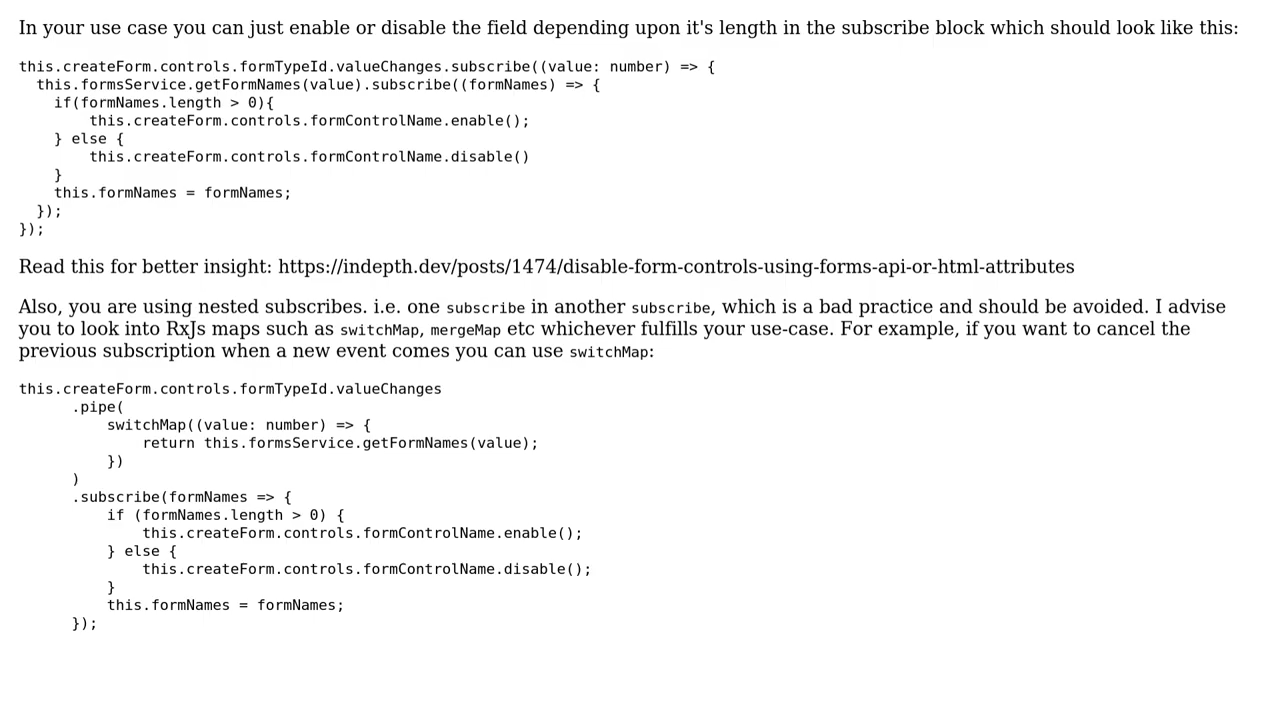 In your use case you can just enable or disable the field depending upon it's length in the subscribe block which should look like this:
this.createForm.controls.formTypeId.valueChanges.subscribe((value: number) => {
  this.formsService.getFormNames(value).subscribe((formNames) => {
    if(formNames.length > 0){
        this.createForm.controls.formControlName.enable();
    } else {
        this.createForm.controls.formControlName.disable()
    }
    this.formNames = formNames;
  });
});
Read this for better insight: https://indepth.dev/posts/1474/disable-form-controls-using-forms-api-or-html-attributes
Also, you are using nested subscribes. i.e. one subscribe in another subscribe, which is a bad practice and should be avoided. I advise
you to look into RxJs maps such as switchMap, mergeMap etc whichever fulfills your use-case. For example, if you want to cancel the
previous subscription when a new event comes you can use switchMap:
this.createForm.controls.formTypeId.valueChanges
      .pipe(
          switchMap((value: number) => {
              return this.formsService.getFormNames(value);
          })
      )
      .subscribe(formNames => {
          if (formNames.length > 0) {
              this.createForm.controls.formControlName.enable();
          } else {
              this.createForm.controls.formControlName.disable();
          }
          this.formNames = formNames;
      });